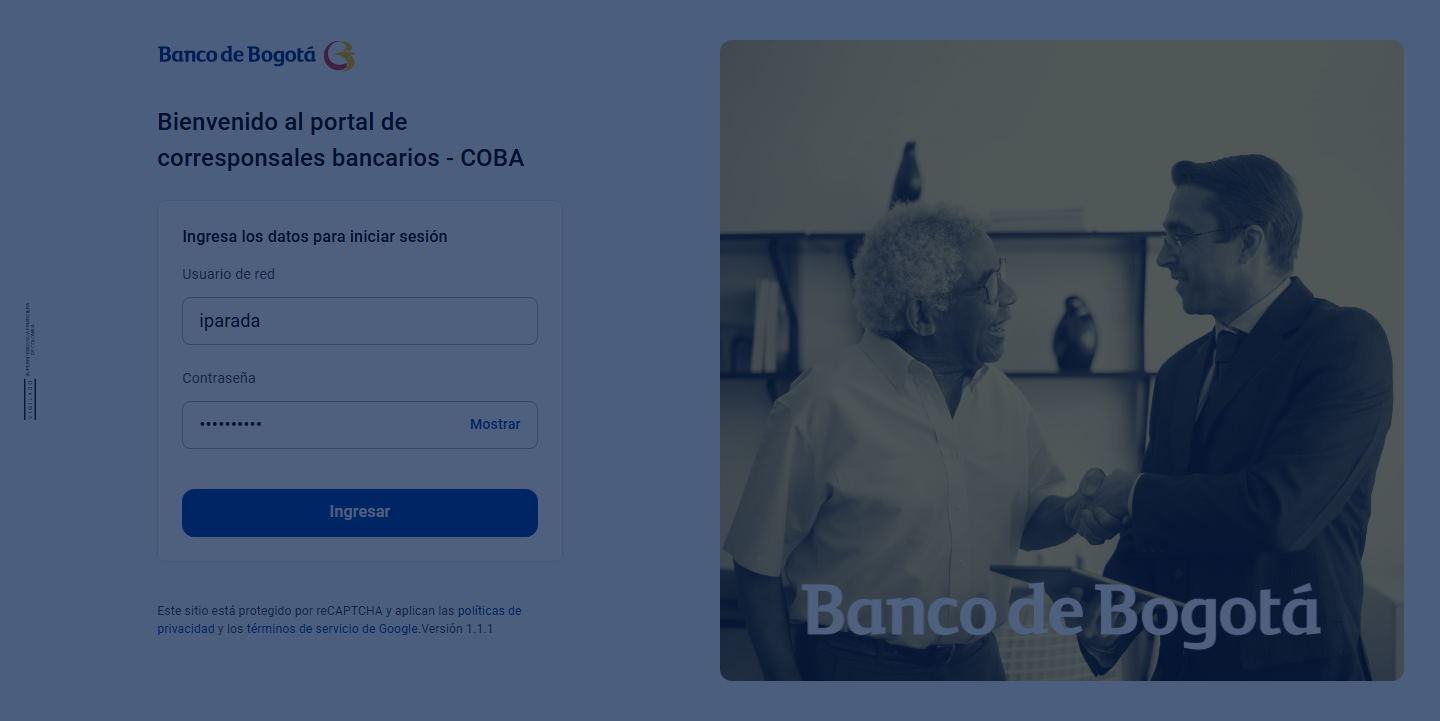 Banco de Bogotá
Bienvenido al portal de
corresponsales bancarios - COBA
Ingresa los datos para iniciar sesión
Usuario de red
iparada
Contraseña
••••••••••
Mostrar
Ingresar
Este sitio está protegido por reCAPTCHA y aplican las políticas de
privacidad y los términos de servicio de Google.Versión 1.1.1
VIGILADO
Banco de Bogotá